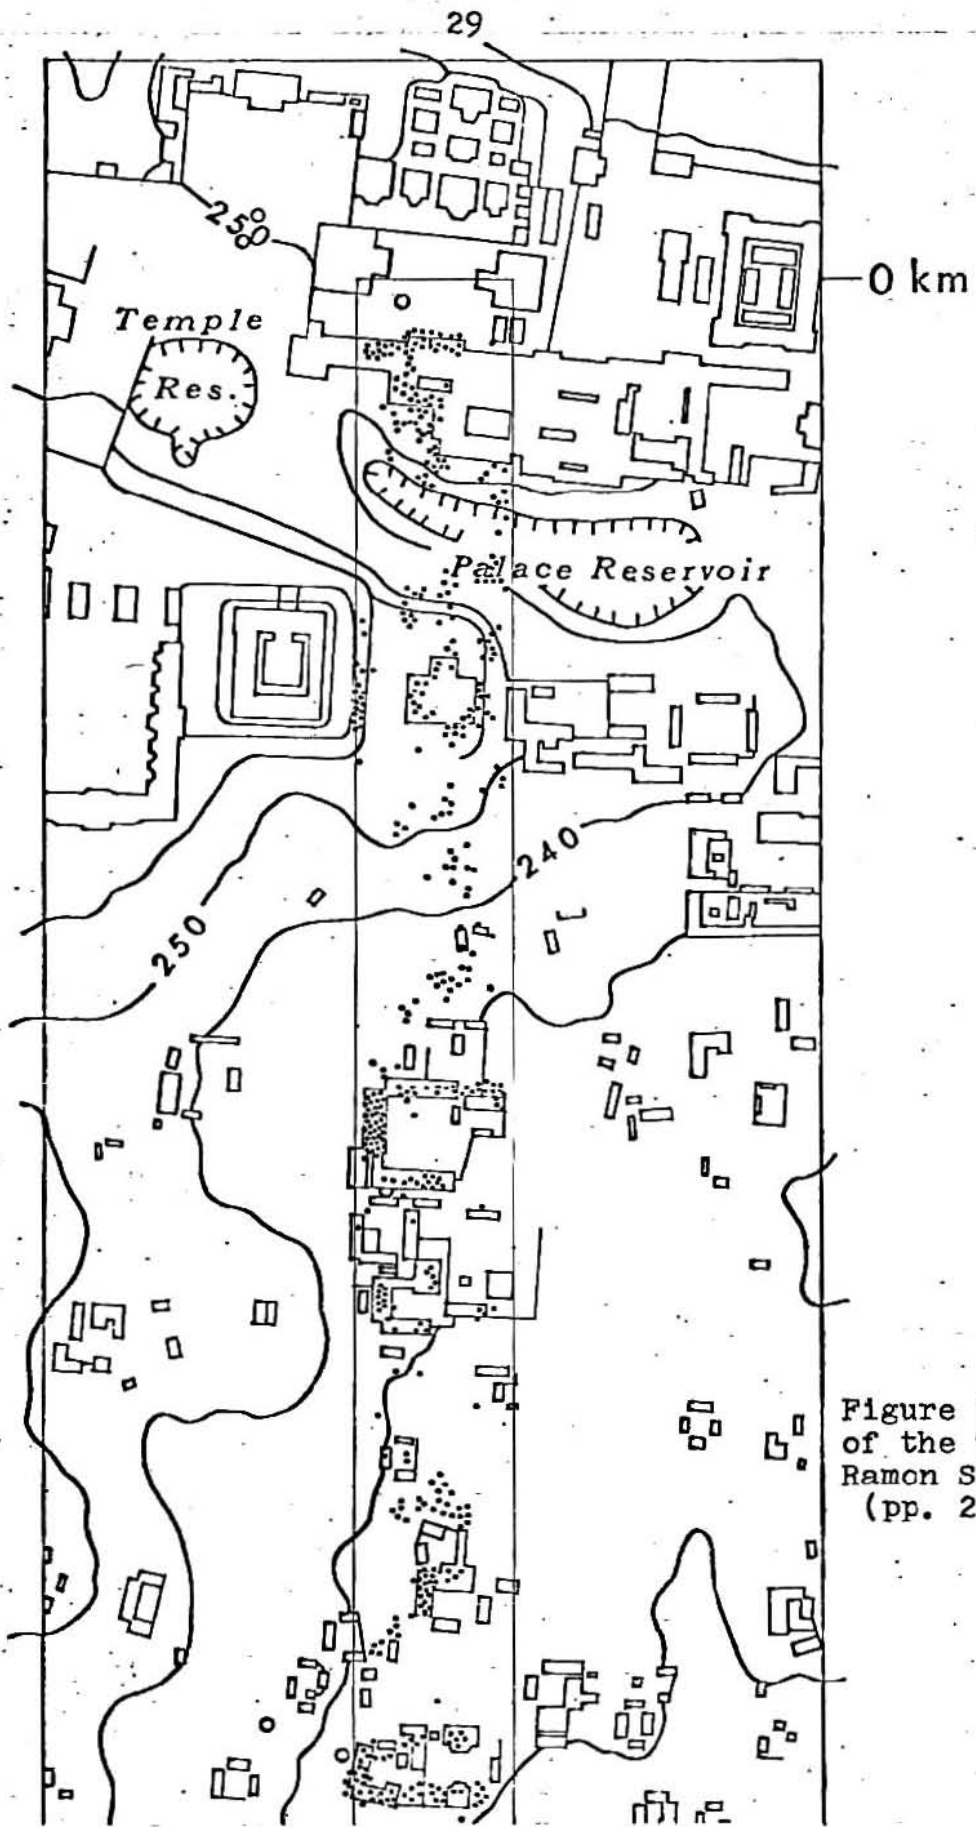 29
250
0 km
Temple
Res.
Palace Reservoir
240
250
Figure
of the
Ramon S
(pp. 2